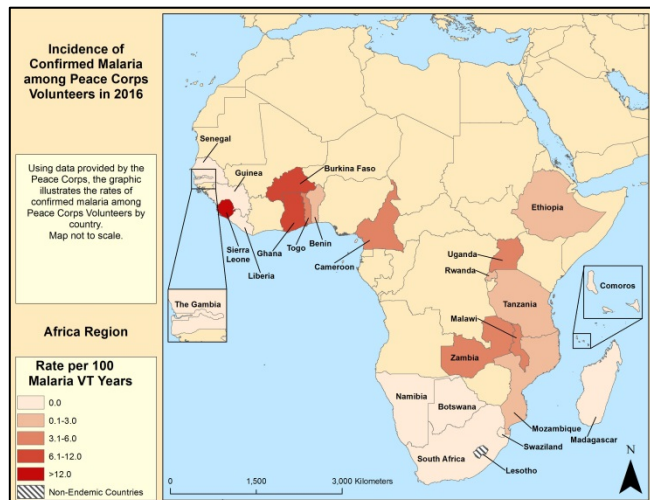 Incidence of
Confirmed Malaria
among Peace Corps
Volunteers in 2016
Using data provided by the
Peace Corps, the graphic
illustrates the rates of
confirmed malaria among
Peace Corps Volunteers by
country.
Map not to scale.
Africa Region
Rate per 100
Malaria VT Years
0.0
0.1-3.0
3.1-6.0
6.1-12.0
>12.0
Non-Endemic Countries
Senegal
Guinea
Burkina Faso
Sierra
Leone
Liberia
Ghana
Togo
Benin
Cameroon
The Gambia
Ethiopia
Uganda
Rwanda
Tanzania
Comoros
Malawi
Zambia
Namibia
Botswana
Mozambique
Madagascar
Swaziland
South Africa
Lesotho
N
0 1,500 3,000 Kilometers